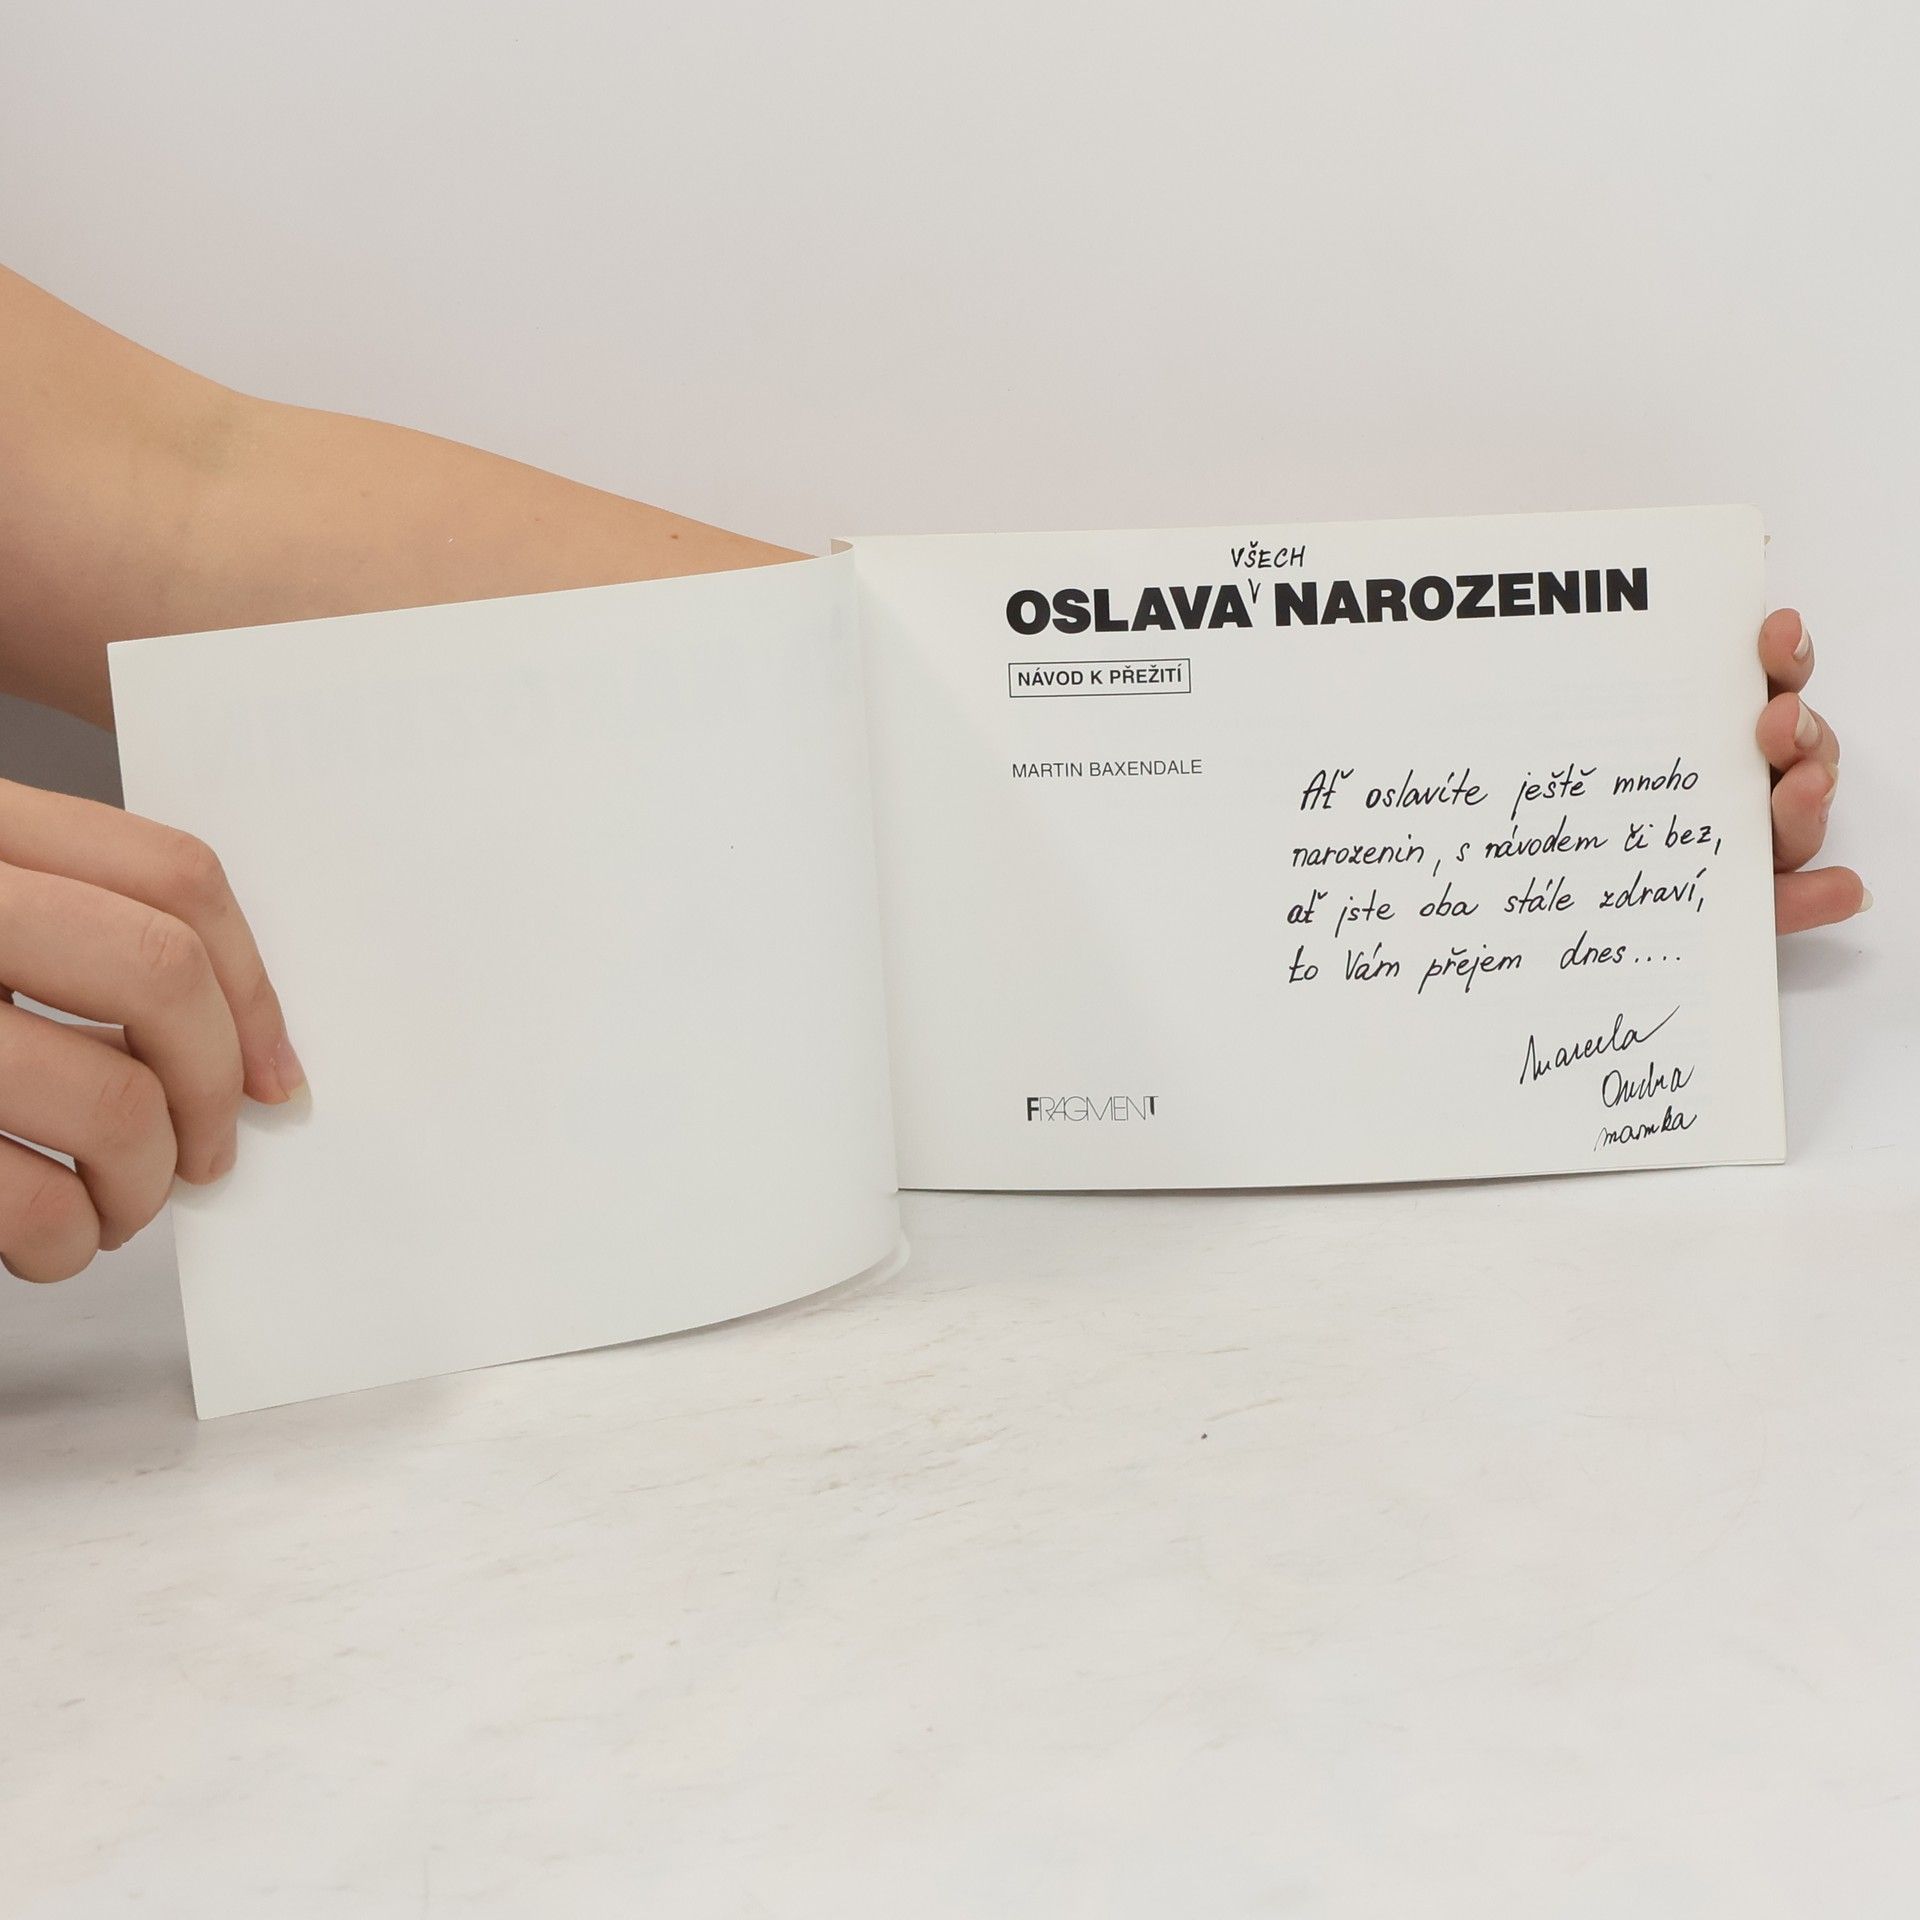 VŠECH
OSLAVA V NAROZENIN
NÁVOD K PŘEŽITÍ
MARTIN BAXENDALE
Ať oslavíte ještě mnoho
narozenin, s návodem či bez,
ať jste oba stále zdraví,
to Vám přejem dnes....
Marcela
Ondra
mamka
FRAGMENT